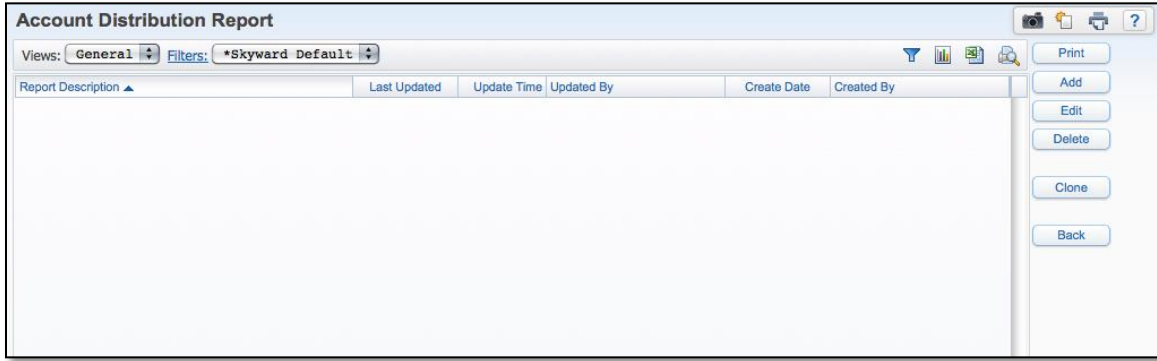 Account Distribution Report
?
Views: General Filters: *Skyward Default
Print
Report Description Last Updated Update Time Updated By Create Date Created By
Add
Edit
Delete
Clone
Back